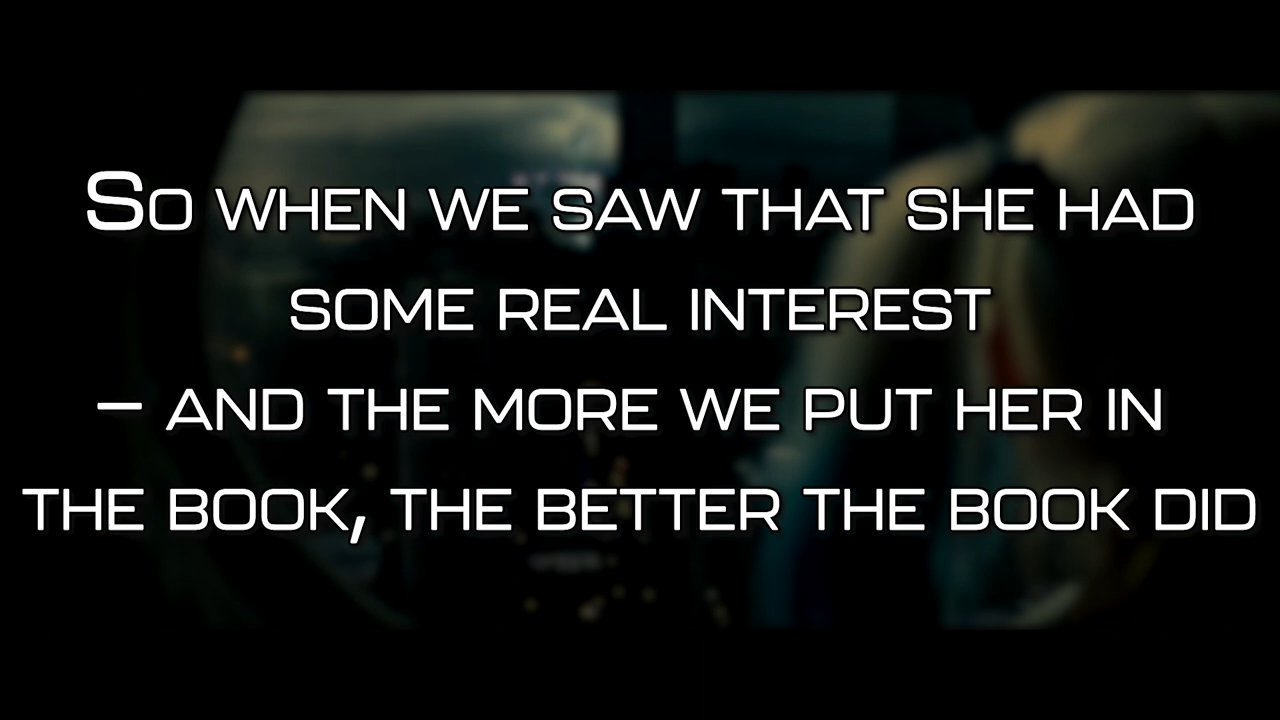 So when we saw that she had
some real interest
– and the more we put her in
the book, the better the book did